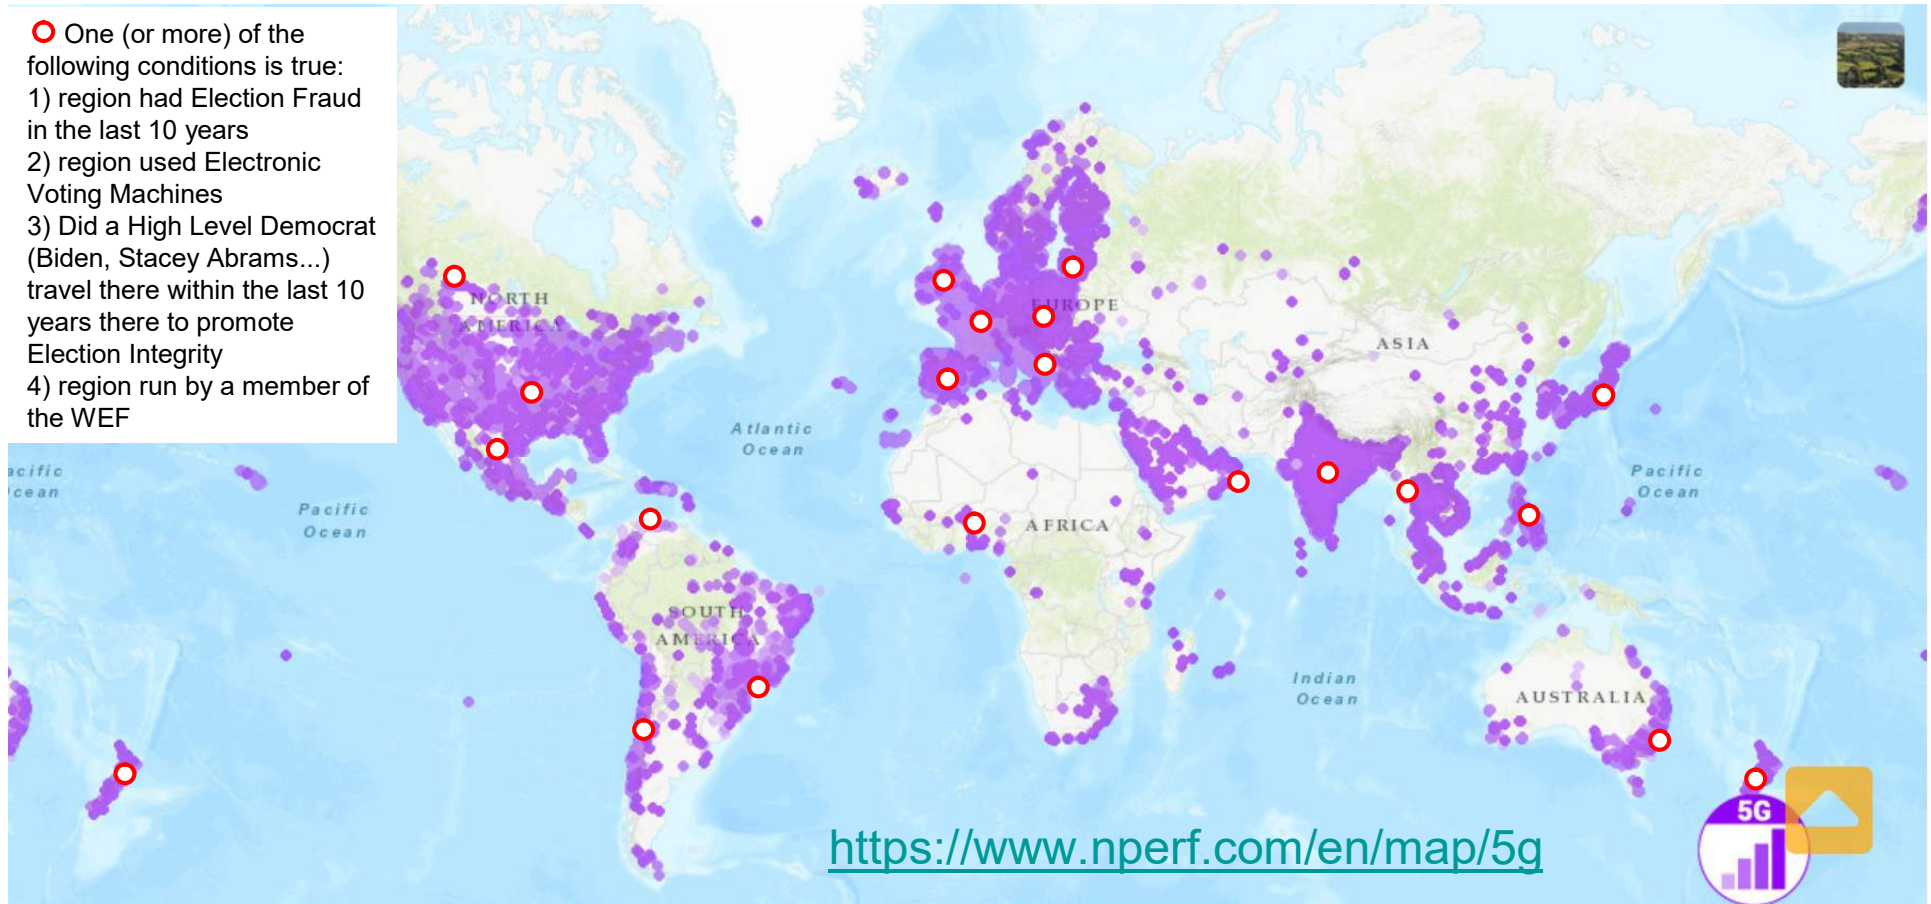 One (or more) of the
following conditions is true:
1) region had Election Fraud
in the last 10 years
2) region used Electronic
Voting Machines
3) Did a High Level Democrat
(Biden, Stacey Abrams...)
travel there within the last 10
years there to promote
Election Integrity
4) region run by a member of
the WEF
NORTH
AMERICA
EUROPE
ASIA
Atlantic
Ocean
acific
cean
Pacific
Ocean
Pacific
Ocean
AFRICA
SOUTH
AMERICA
Indian
Ocean
AUSTRALIA
5G
https://www.nperf.com/en/map/5g